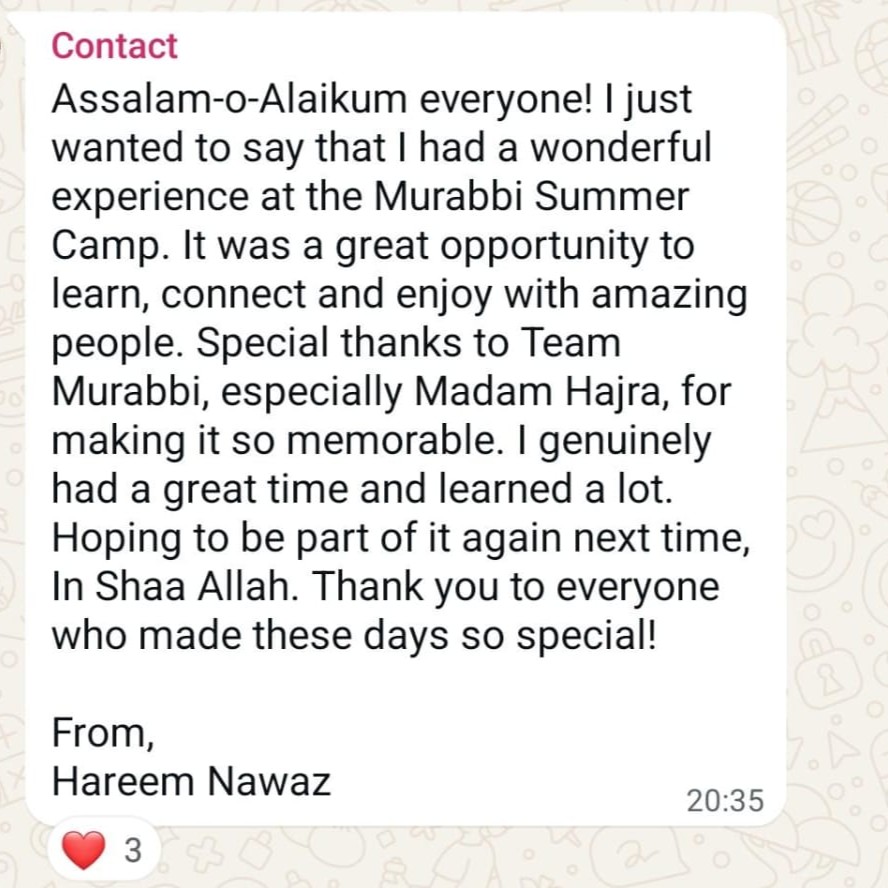 Contact
Assalam-o-Alaikum everyone! I just
wanted to say that I had a wonderful
experience at the Murabbi Summer
Camp. It was a great opportunity to
learn, connect and enjoy with amazing
people. Special thanks to Team
Murabbi, especially Madam Hajra, for
making it so memorable. I genuinely
had a great time and learned a lot.
Hoping to be part of it again next time,
In Shaa Allah. Thank you to everyone
who made these days so special!
From,
Hareem Nawaz
20:35
❤️ 3